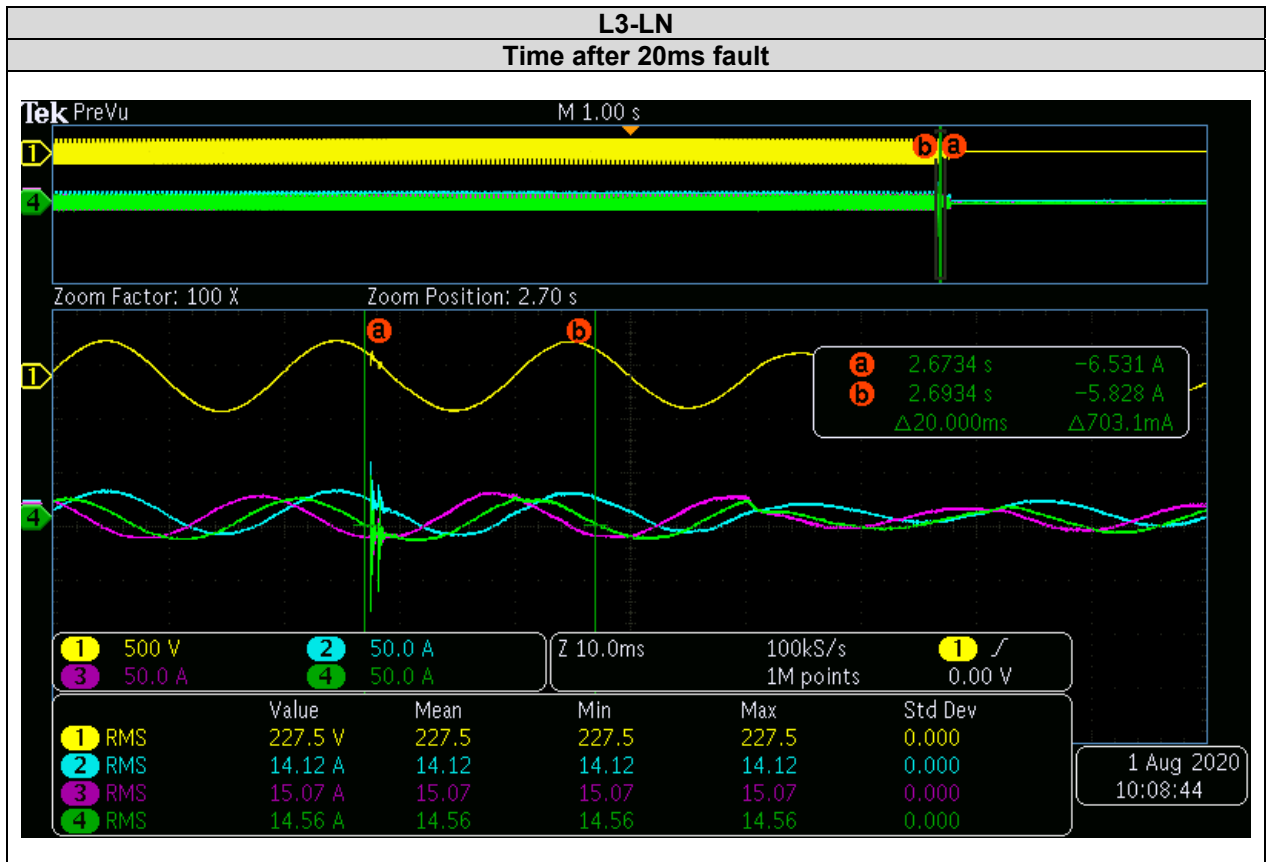 L3-LN
Time after 20ms fault
Tek PreVu M 1.00 s
1 b a
4
Zoom Factor: 100 X Zoom Position: 2.70 s
a b
1
a 2.6734 s −6.531 A
b 2.6934 s −5.828 A
△20.000ms △703.1mA
4
1 500 V 2 50.0 A Z 10.0ms 100kS/s 1 /
3 50.0 A 4 50.0 A 1M points 0.00 V
Value Mean Min Max Std Dev
1 RMS 227.5 V 227.5 227.5 227.5 0.000
2 RMS 14.12 A 14.12 14.12 14.12 0.000
3 RMS 15.07 A 15.07 15.07 15.07 0.000
4 RMS 14.56 A 14.56 14.56 14.56 0.000
1 Aug 2020
10:08:44